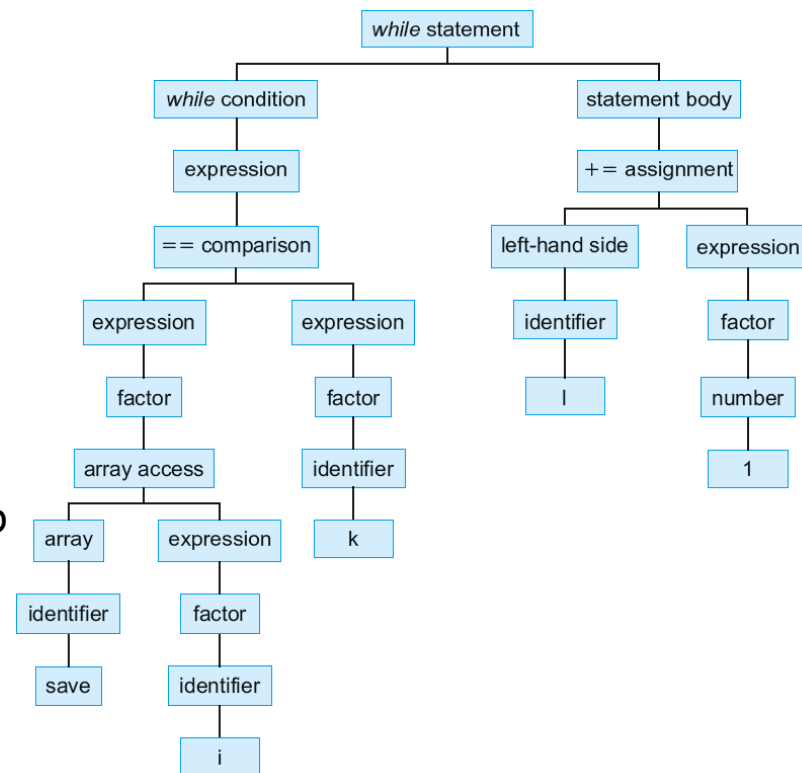 while statement
while condition
statement body
expression
+= assignment
== comparison
left-hand side
expression
expression
expression
identifier
factor
factor
factor
l
number
array access
identifier
1
array
expression
k
identifier
factor
save
identifier
i